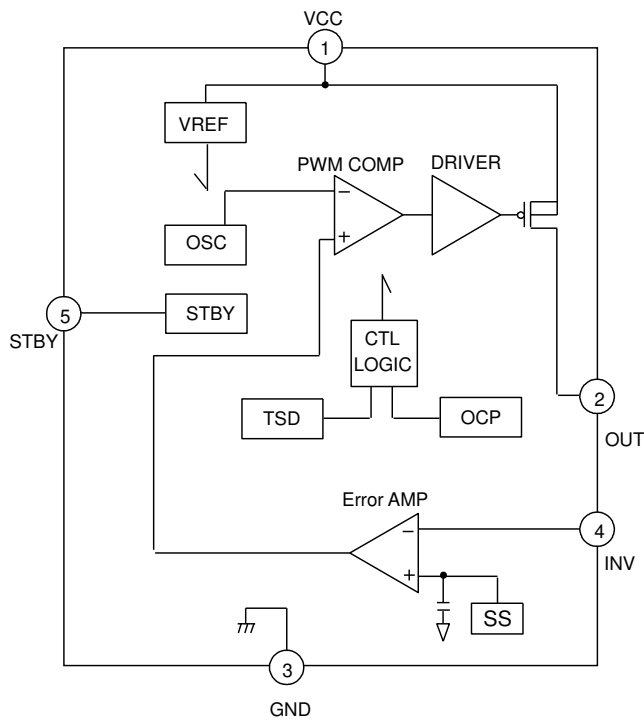 VCC
1
VREF
PWM COMP
DRIVER
−
OSC
+
5
STBY
STBY
CTL
LOGIC
2
TSD
OCP
OUT
Error AMP
−
4
INV
+
SS
3
GND